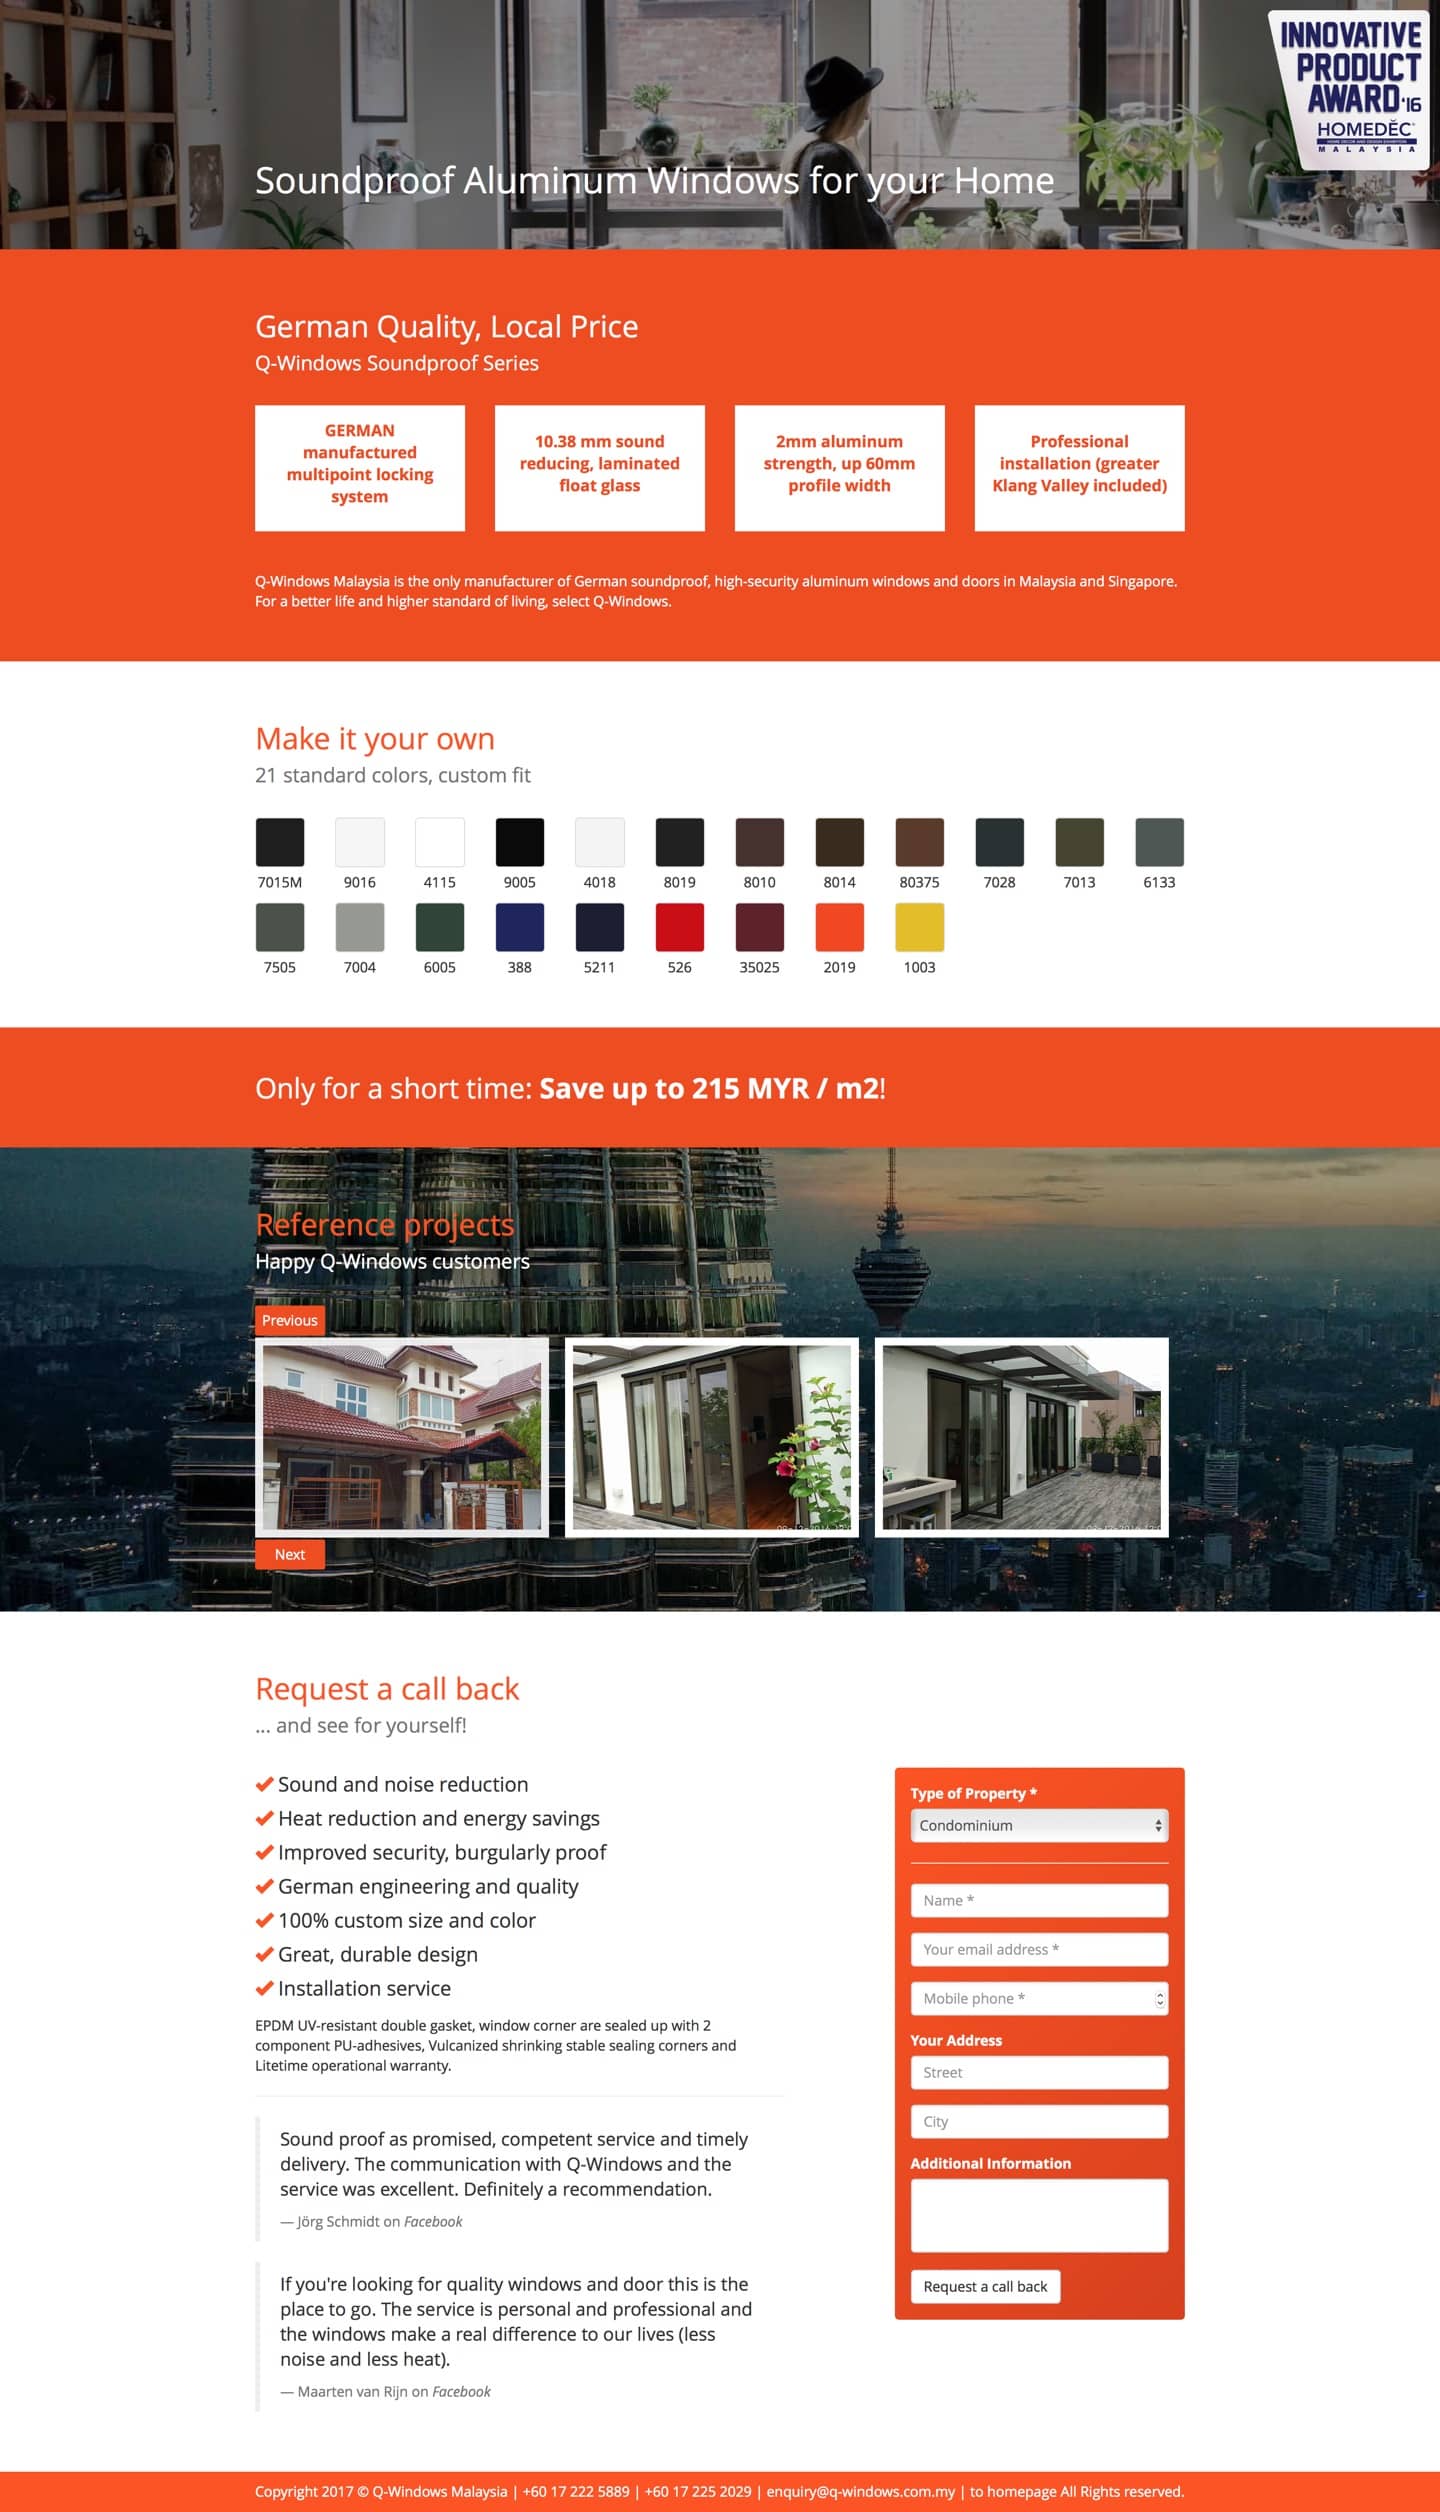 INNOVATIVE
PRODUCT
AWARD '16
HOMEDĚC
HOME DECOR AND DESIGN EXHIBITION
MALAYSIA
Soundproof Aluminum Windows for your Home
German Quality, Local Price
Q-Windows Soundproof Series
GERMAN
manufactured
multipoint locking
system
10.38 mm sound
reducing, laminated
float glass
2mm aluminum
strength, up 60mm
profile width
Professional
installation (greater
Klang Valley included)
Q-Windows Malaysia is the only manufacturer of German soundproof, high-security aluminum windows and doors in Malaysia and Singapore.
For a better life and higher standard of living, select Q-Windows.
Make it your own
21 standard colors, custom fit
7015M 9016 4115 9005 4018 8019 8010 8014 80375 7028 7013 6133
7505 7004 6005 388 5211 526 35025 2019 1003
Only for a short time: Save up to 215 MYR / m2!
Reference projects
Happy Q-Windows customers
Previous
Next
Request a call back
... and see for yourself!
Sound and noise reduction
Heat reduction and energy savings
Improved security, burgularly proof
German engineering and quality
100% custom size and color
Great, durable design
Installation service
EPDM UV-resistant double gasket, window corner are sealed up with 2
component PU-adhesives, Vulcanized shrinking stable sealing corners and
Litetime operational warranty.
Sound proof as promised, competent service and timely
delivery. The communication with Q-Windows and the
service was excellent. Definitely a recommendation.
— Jörg Schmidt on Facebook
If you're looking for quality windows and door this is the
place to go. The service is personal and professional and
the windows make a real difference to our lives (less
noise and less heat).
— Maarten van Rijn on Facebook
Type of Property *
Condominium
Name *
Your email address *
Mobile phone *
Your Address
Street
City
Additional Information
Request a call back
Copyright 2017 © Q-Windows Malaysia | +60 17 222 5889 | +60 17 225 2029 | enquiry@q-windows.com.my | to homepage All Rights reserved.